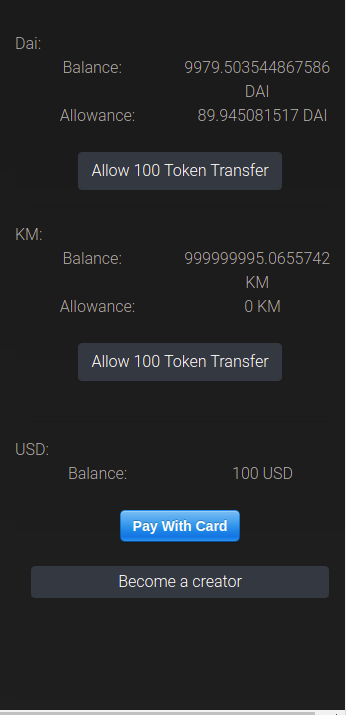 Dai:
Balance: 9979.503544867586
DAI
Allowance: 89.945081517 DAI
Allow 100 Token Transfer
KM:
Balance: 999999995.0655742
KM
Allowance: 0 KM
Allow 100 Token Transfer
USD:
Balance: 100 USD
Pay With Card
Become a creator